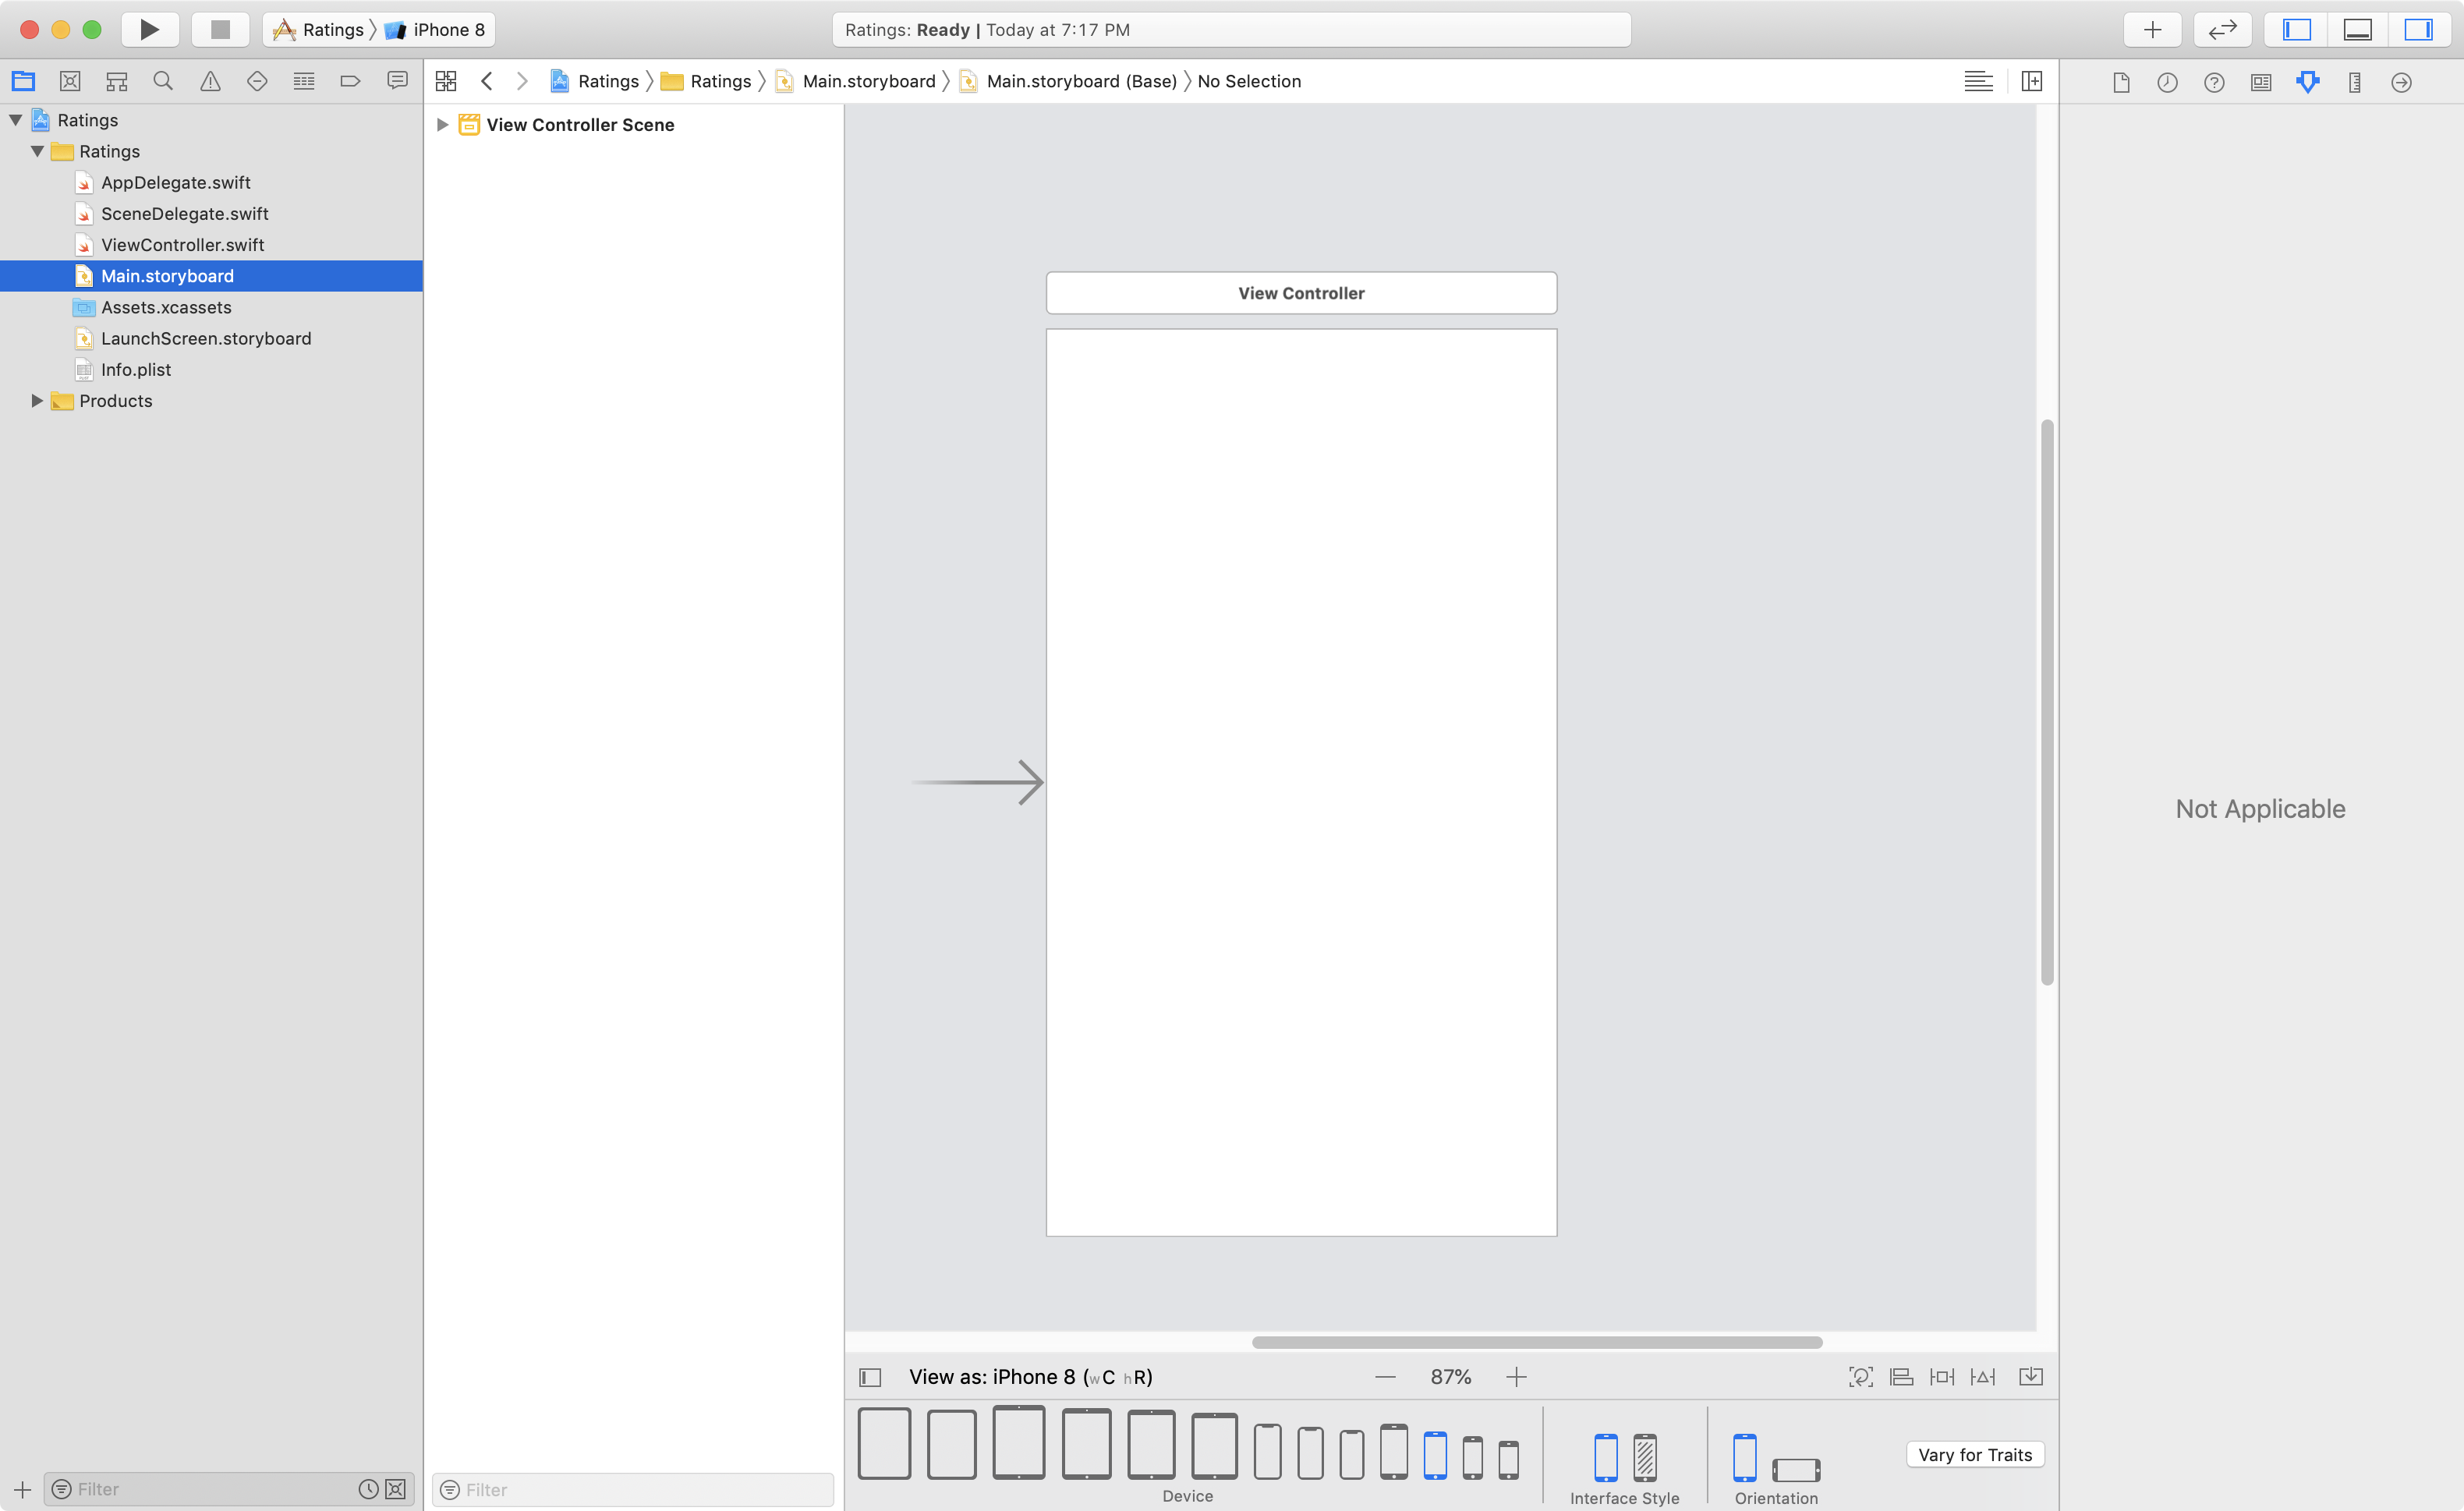 Ratings 〉 iPhone 8
Ratings: Ready | Today at 7:17 PM
Ratings 〉 Ratings 〉 Main.storyboard 〉 Main.storyboard (Base) 〉 No Selection
Ratings
Ratings
AppDelegate.swift
SceneDelegate.swift
ViewController.swift
Main.storyboard
Assets.xcassets
LaunchScreen.storyboard
Info.plist
Products
Filter
View Controller Scene
Filter
View Controller
View as: iPhone 8 (wC hR)
87%
Device
Interface Style
Orientation
Vary for Traits
Not Applicable